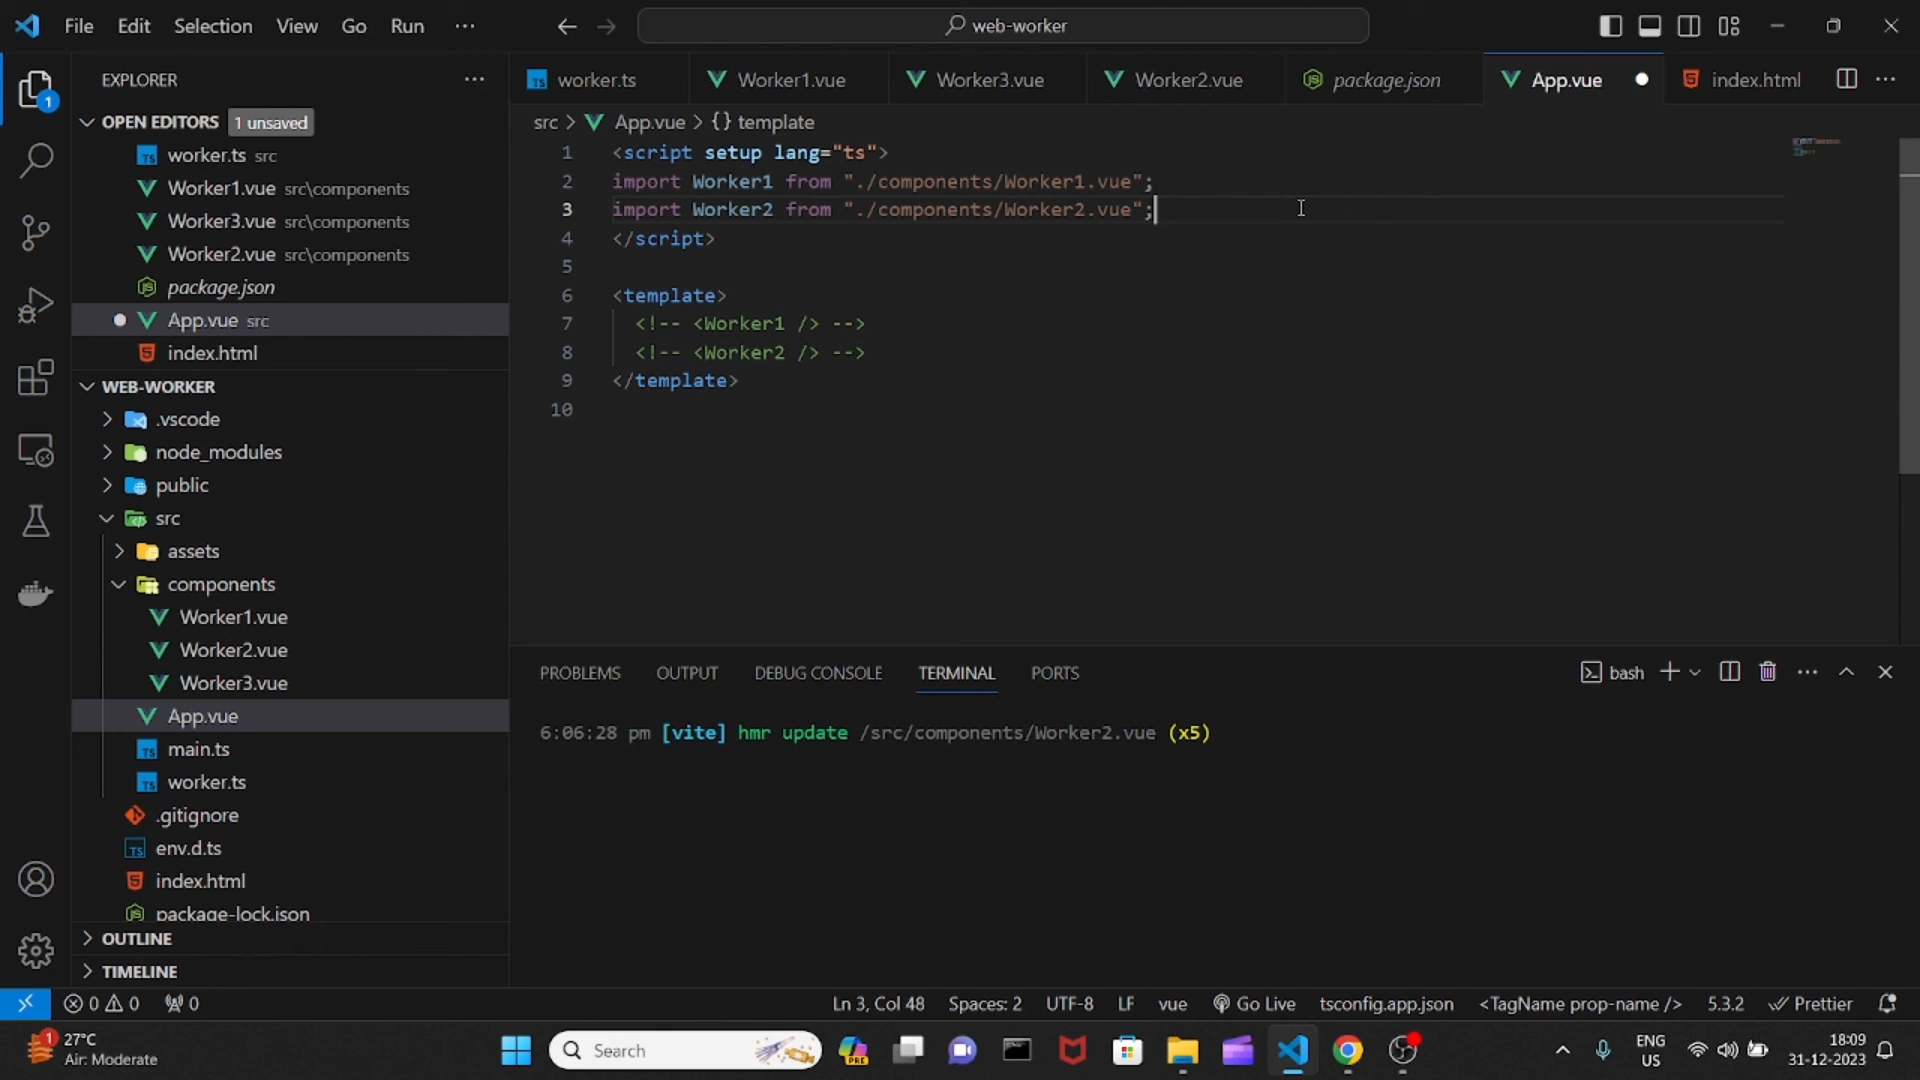 File Edit Selection View Go Run ··· web-worker
EXPLORER ···
OPEN EDITORS 1 unsaved
worker.ts src
Worker1.vue src\components
Worker3.vue src\components
Worker2.vue src\components
package.json
App.vue src
index.html
WEB-WORKER
.vscode
node_modules
public
src
assets
components
Worker1.vue
Worker2.vue
Worker3.vue
App.vue
main.ts
worker.ts
.gitignore
env.d.ts
index.html
package-lock.json
OUTLINE
TIMELINE
worker.ts Worker1.vue Worker3.vue Worker2.vue package.json App.vue index.html
src > App.vue > {} template
1 <script setup lang="ts">
2 import Worker1 from "./components/Worker1.vue";
3 import Worker2 from "./components/Worker2.vue";
4 </script>
5
6 <template>
7 <!-- <Worker1 /> -->
8 <!-- <Worker2 /> -->
9 </template>
10
PROBLEMS OUTPUT DEBUG CONSOLE TERMINAL PORTS bash
6:06:28 pm [vite] hmr update /src/components/Worker2.vue (x5)
0 0 0 Ln 3, Col 48 Spaces: 2 UTF-8 LF vue Go Live tsconfig.app.json <TagName prop-name /> 5.3.2 Prettier
27°C
Air: Moderate
Search
PRE
ENG
US
18:09
31-12-2023